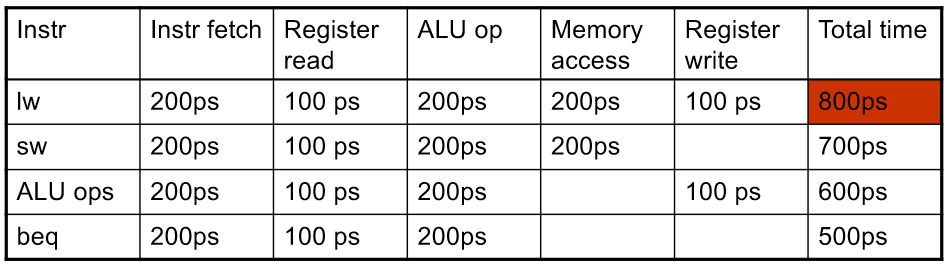 Instr Instr fetch Register read ALU op Memory access Register write Total time
lw 200ps 100 ps 200ps 200ps 100 ps 800ps
sw 200ps 100 ps 200ps 200ps 700ps
ALU ops 200ps 100 ps 200ps 100 ps 600ps
beq 200ps 100 ps 200ps 500ps